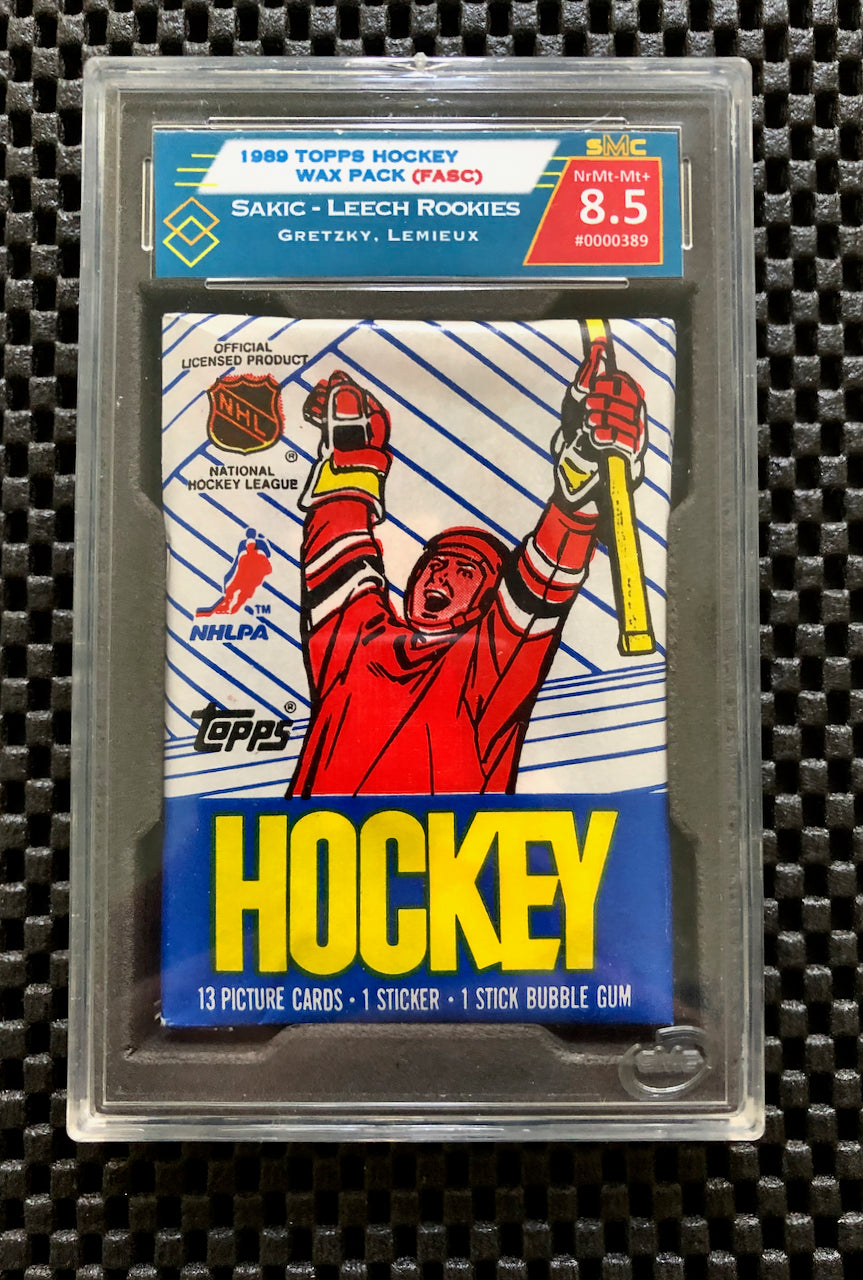 1989 TOPPS HOCKEY
WAX PACK (FASC)
SAKIC - LEECH ROOKIES
GRETZKY, LEMIEUX
SMC
NrMt-Mt+
8.5
#0000389
OFFICIAL
LICENSED PRODUCT
NHL
®
NATIONAL
HOCKEY LEAGUE
TM
NHLPA
topps®
HOCKEY
13 PICTURE CARDS • 1 STICKER • 1 STICK BUBBLE GUM